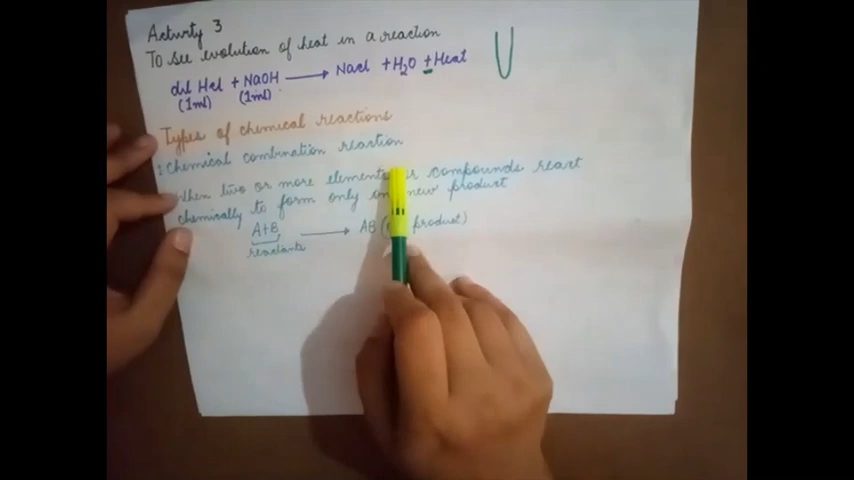 Activity 3
To see evolution of heat in a reaction
dil Hcl + NaOH → Nacl + H₂O + Heat
(1ml) (1ml)
Types of chemical reactions
1 Chemical combination reaction
When two or more elements or compounds react
chemically to form only new product
A+B → AB ( product)
reactants